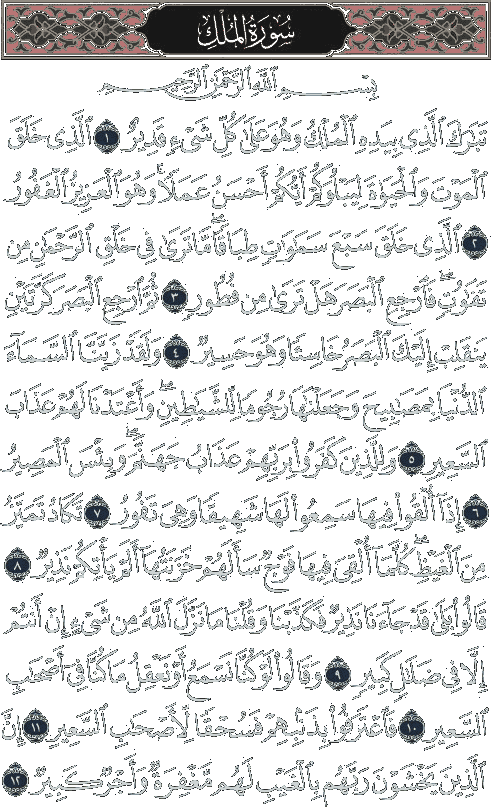 سُورَةُ الْمُلْكِ
بِسْمِ اللَّهِ الرَّحْمَٰنِ الرَّحِيمِ
تَبَٰرَكَ الَّذِى بِيَدِهِ الْمُلْكُ وَهُوَ عَلَىٰ كُلِّ شَىْءٍ قَدِيرٌ ١ الَّذِى خَلَقَ
الْمَوْتَ وَالْحَيَوٰةَ لِيَبْلُوَكُمْ أَيُّكُمْ أَحْسَنُ عَمَلًا ۚ وَهُوَ الْعَزِيزُ الْغَفُورُ
٢ الَّذِى خَلَقَ سَبْعَ سَمَٰوَٰتٍ طِبَاقًا ۖ مَّا تَرَىٰ فِى خَلْقِ الرَّحْمَٰنِ مِن
تَفَٰوُتٍ ۖ فَارْجِعِ الْبَصَرَ هَلْ تَرَىٰ مِن فُطُورٍ ٣ ثُمَّ ارْجِعِ الْبَصَرَ كَرَّتَيْنِ
يَنقَلِبْ إِلَيْكَ الْبَصَرُ خَاسِئًا وَهُوَ حَسِيرٌ ٤ وَلَقَدْ زَيَّنَّا السَّمَآءَ
الدُّنْيَا بِمَصَٰبِيحَ وَجَعَلْنَٰهَا رُجُومًا لِّلشَّيَٰطِينِ ۖ وَأَعْتَدْنَا لَهُمْ عَذَابَ
السَّعِيرِ ٥ وَلِلَّذِينَ كَفَرُوا۟ بِرَبِّهِمْ عَذَابُ جَهَنَّمَ ۖ وَبِئْسَ الْمَصِيرُ
٦ إِذَآ أُلْقُوا۟ فِيهَا سَمِعُوا۟ لَهَا شَهِيقًا وَهِىَ تَفُورُ ٧ تَكَادُ تَمَيَّزُ
مِنَ الْغَيْظِ ۖ كُلَّمَآ أُلْقِىَ فِيهَا فَوْجٌ سَأَلَهُمْ خَزَنَتُهَآ أَلَمْ يَأْتِكُمْ نَذِيرٌ ٨
قَالُوا۟ بَلَىٰ قَدْ جَآءَنَا نَذِيرٌ فَكَذَّبْنَا وَقُلْنَا مَا نَزَّلَ اللَّهُ مِن شَىْءٍ إِنْ أَنتُمْ
إِلَّا فِى ضَلَٰلٍ كَبِيرٍ ٩ وَقَالُوا۟ لَوْ كُنَّا نَسْمَعُ أَوْ نَعْقِلُ مَا كُنَّا فِىٓ أَصْحَٰبِ
السَّعِيرِ ١٠ فَاعْتَرَفُوا۟ بِذَنۢبِهِمْ فَسُحْقًا لِّأَصْحَٰبِ السَّعِيرِ ١١ إِنَّ
الَّذِينَ يَخْشَوْنَ رَبَّهُم بِالْغَيْبِ لَهُم مَّغْفِرَةٌ وَأَجْرٌ كَبِيرٌ ١٢